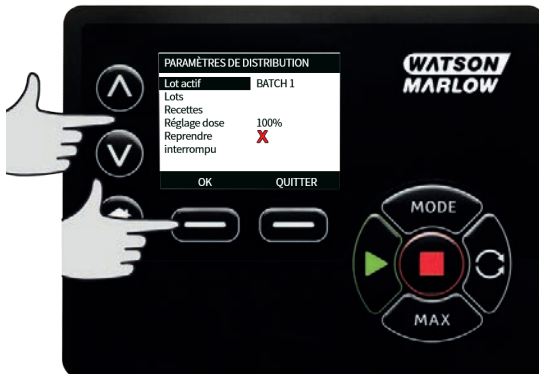 PARAMÈTRES DE DISTRIBUTION
Lot actif BATCH 1
Lots
Recettes
Réglage dose 100%
Reprendre
interrompu
OK QUITTER
WATSON
MARLOW
MODE
MAX